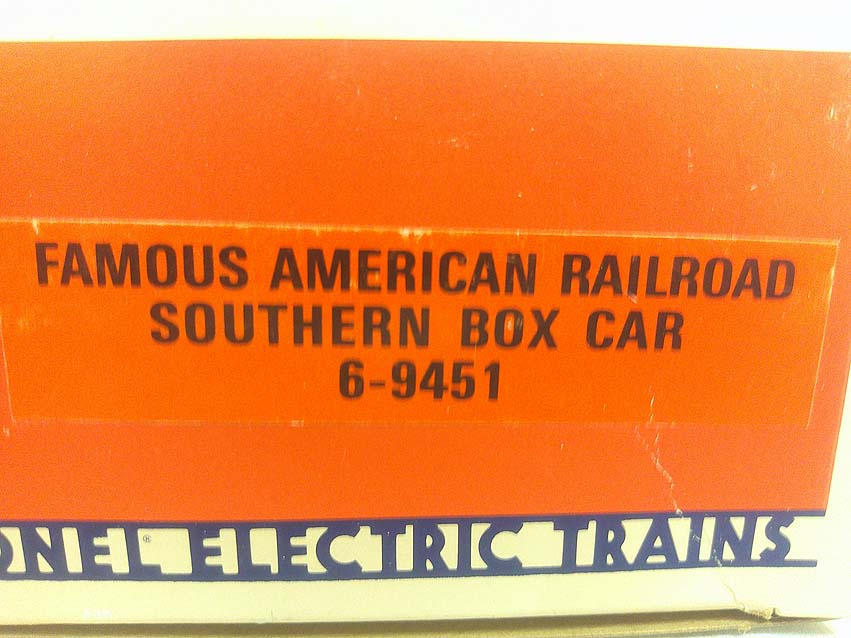 FAMOUS AMERICAN RAILROAD
SOUTHERN BOX CAR
6-9451
ONEL® ELECTRIC TRAINS